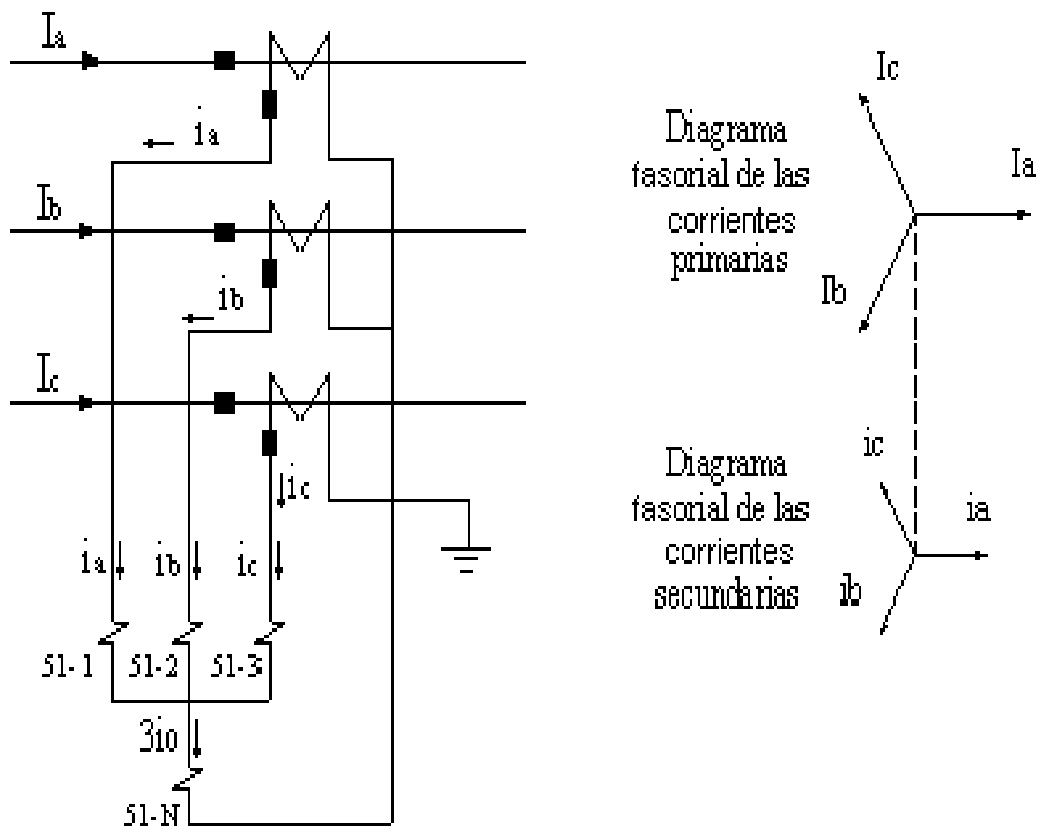 Ia
ia
Ib
ib
Ic
ic
ia ib ic
51-1 51-2 51-3
3i0
51-N
Ic
Diagrama
fasorial de las
corrientes
primarias
Ia
Ib
Diagrama
fasorial de las
corrientes
secundarias
ic
ia
ib